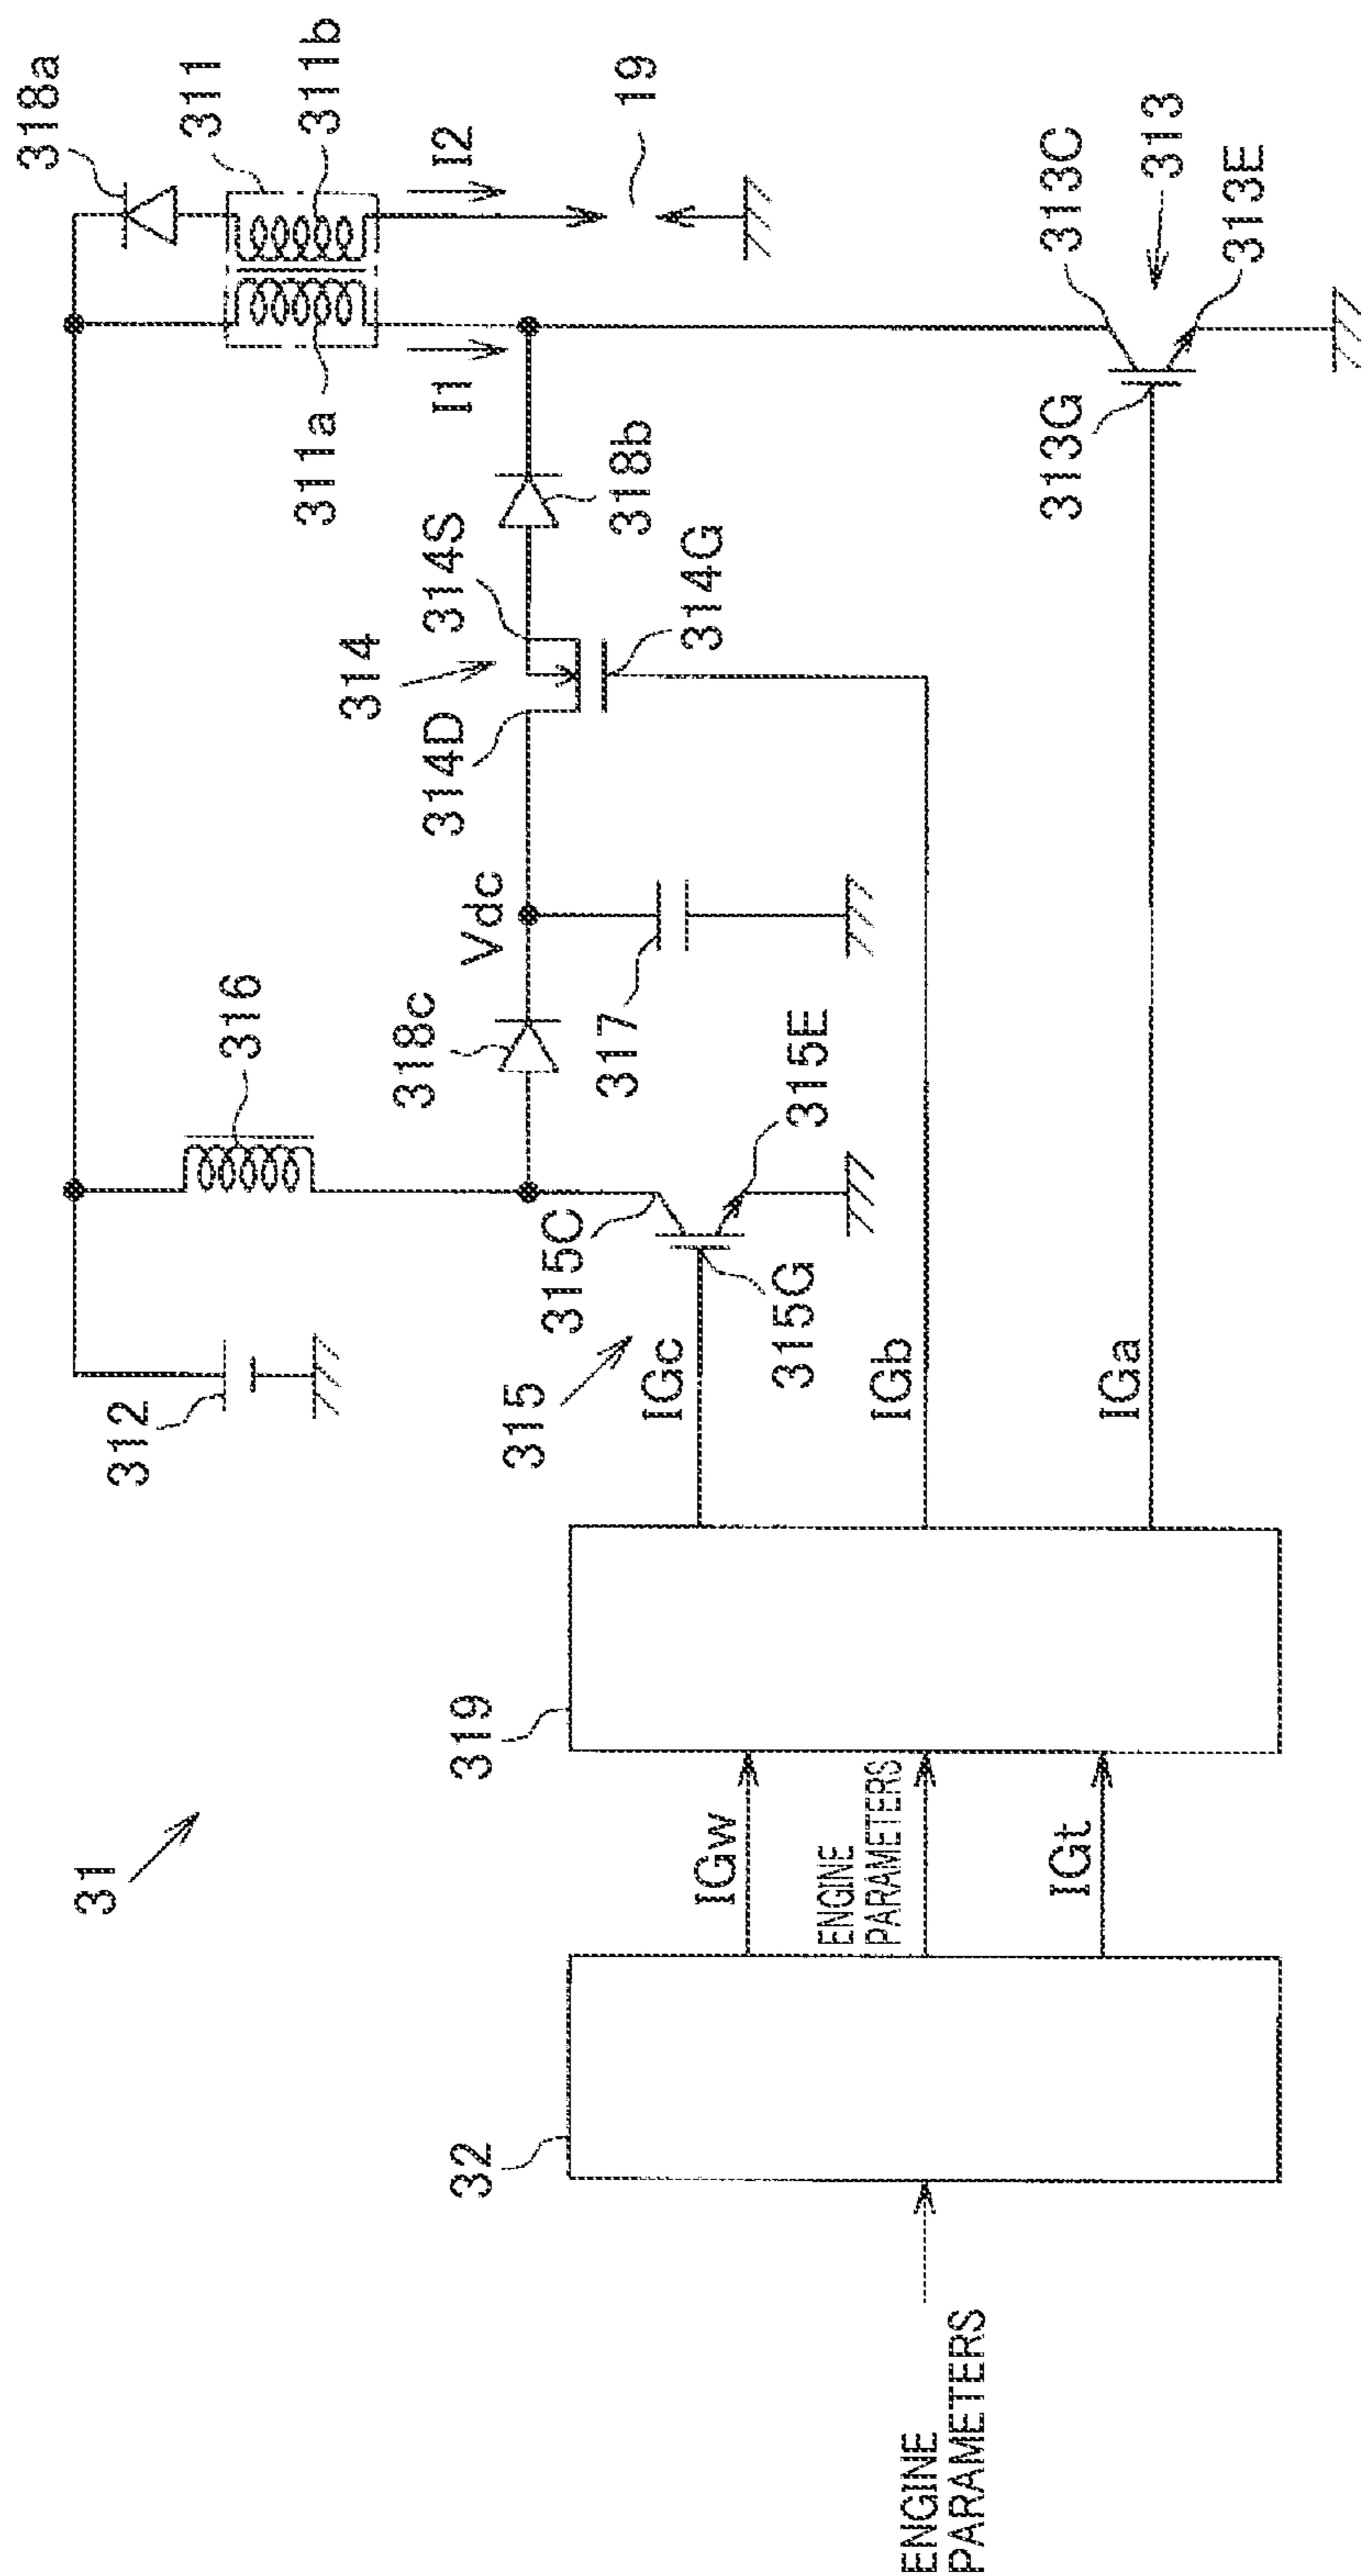 31
312
316
318a
311
311b
311a
I1
I2
19
314
314S
318b
314D
314G
Vdc
318c
317
315C
315
315E
315G
313C
313
313G
313E
IGc
IGb
IGa
319
32
IGw
ENGINE
PARAMETERS
IGt
ENGINE
PARAMETERS